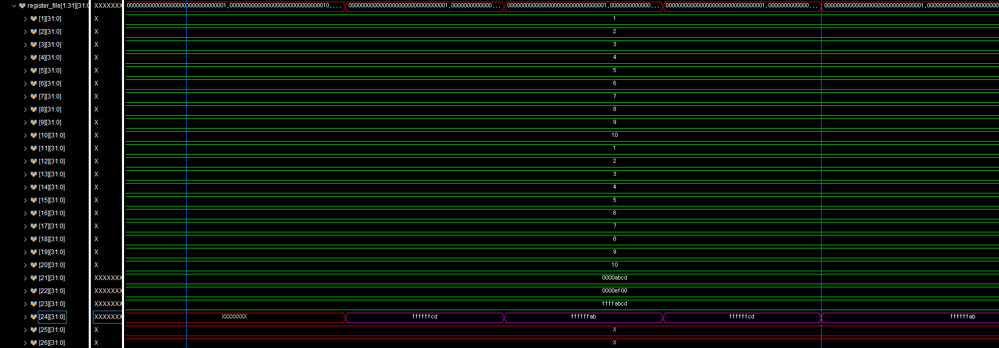 register_file[1:31][31:0 XXXXXXX 00000000000000000000000000000001,00000000000000000000000000000010,... 00000000000000000000000000000001,0000000000000... 00000000000000000000000000000001,0000000000000... 00000000000000000000000000000001,0000000000000... 00000000000000000000000000000001,00000000000000000000000
[1][31:0] X 1
[2][31:0] X 2
[3][31:0] X 3
[4][31:0] X 4
[5][31:0] X 5
[6][31:0] X 6
[7][31:0] X 7
[8][31:0] X 8
[9][31:0] X 9
[10][31:0] X 10
[11][31:0] X 1
[12][31:0] X 2
[13][31:0] X 3
[14][31:0] X 4
[15][31:0] X 5
[16][31:0] X 6
[17][31:0] X 7
[18][31:0] X 8
[19][31:0] X 9
[20][31:0] X 10
[21][31:0] XXXXXXX 0000abcd
[22][31:0] XXXXXXX 0000ef00
[23][31:0] XXXXXXX ffffabcd
[24][31:0] XXXXXXX XXXXXXXX ffffffcd ffffffab ffffffcd ffffffab
[25][31:0] X X
[26][31:0] X X